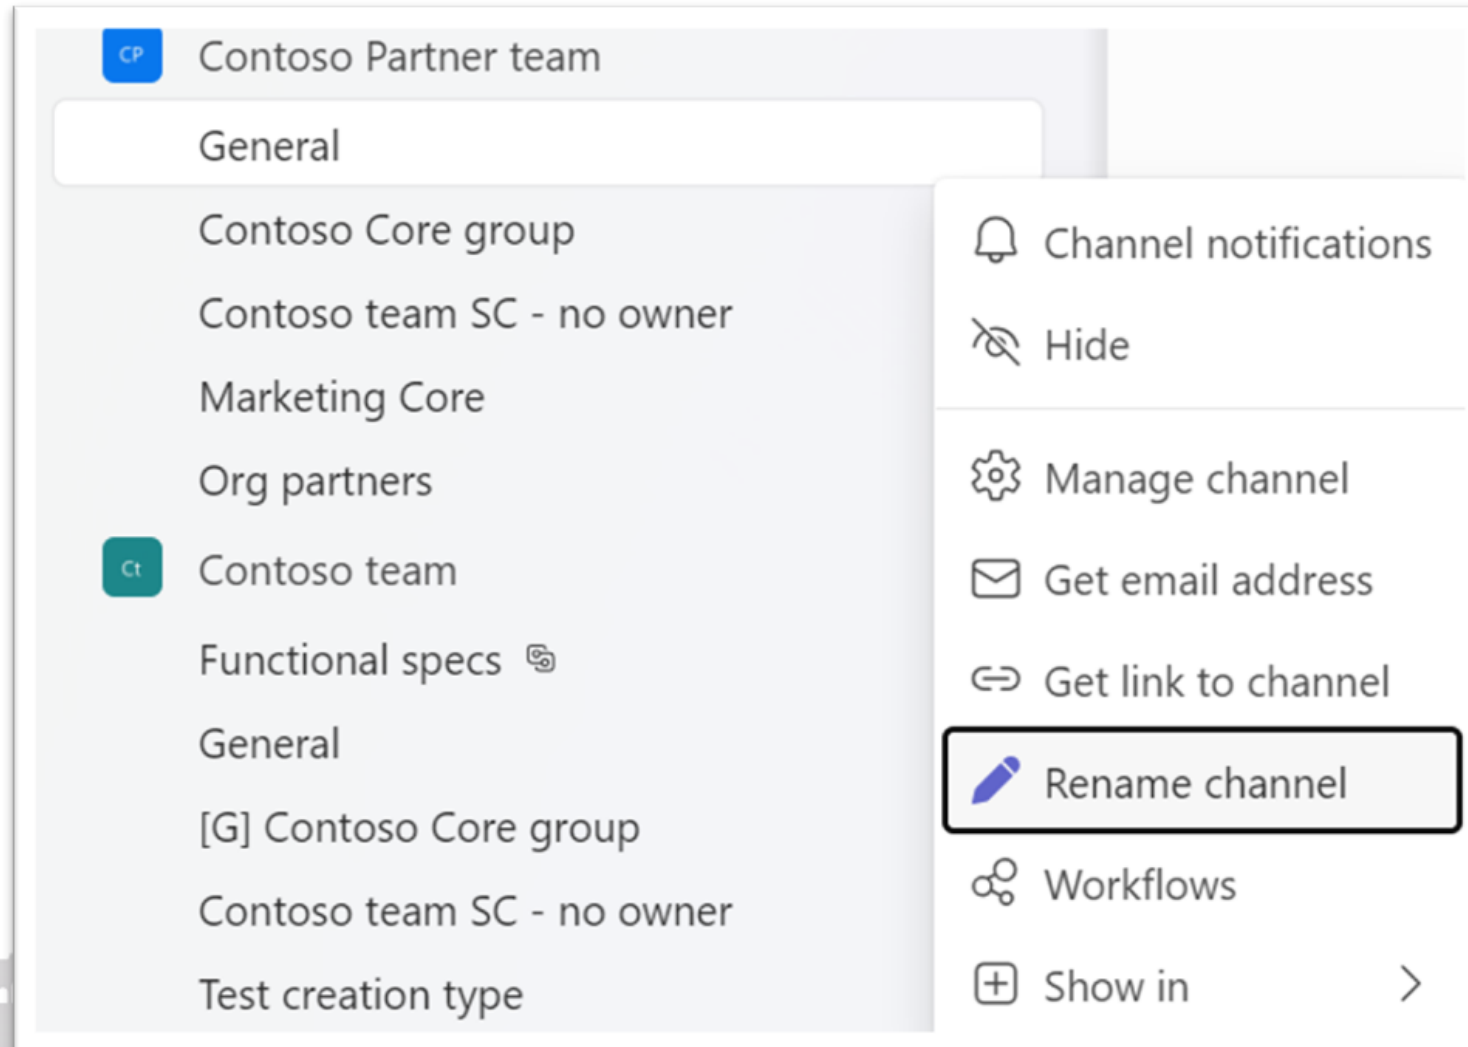 CP Contoso Partner team
General
Contoso Core group
Contoso team SC - no owner
Marketing Core
Org partners
Ct Contoso team
Functional specs
General
[G] Contoso Core group
Contoso team SC - no owner
Test creation type
Channel notifications
Hide
Manage channel
Get email address
Get link to channel
Rename channel
Workflows
Show in